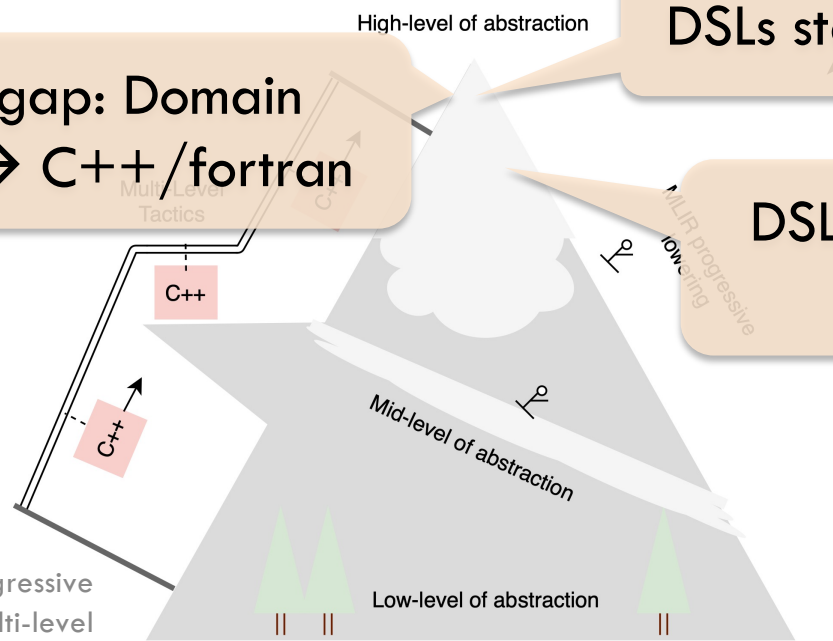 High-level of abstraction
DSLs st
gap: Domain
→ C++/fortran
Multi-Level
Tactics
C++
DSL
MLIR progressive
lowering
C++
C++
Mid-level of abstraction
Low-level of abstraction
gressive
lti-level